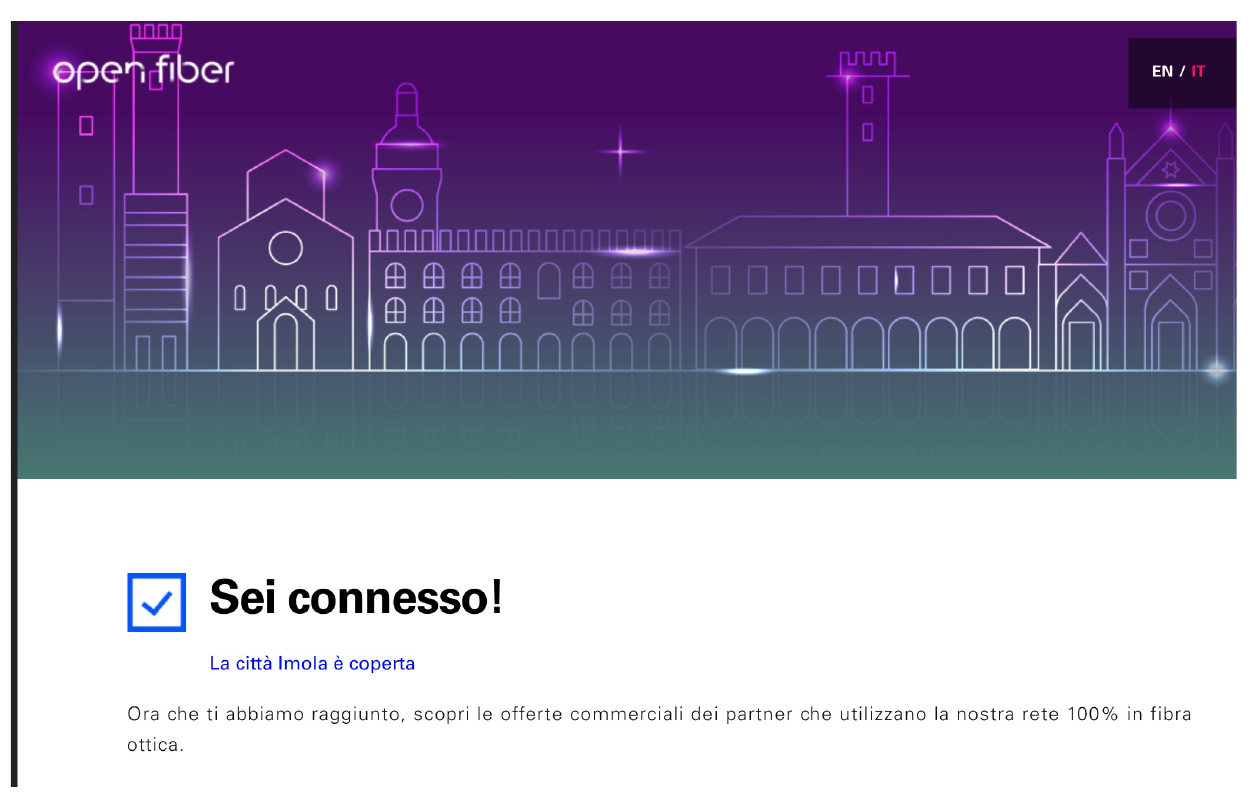 open fiber
EN / IT
Sei connesso!
La città Imola è coperta
Ora che ti abbiamo raggiunto, scopri le offerte commerciali dei partner che utilizzano la nostra rete 100% in fibra
ottica.